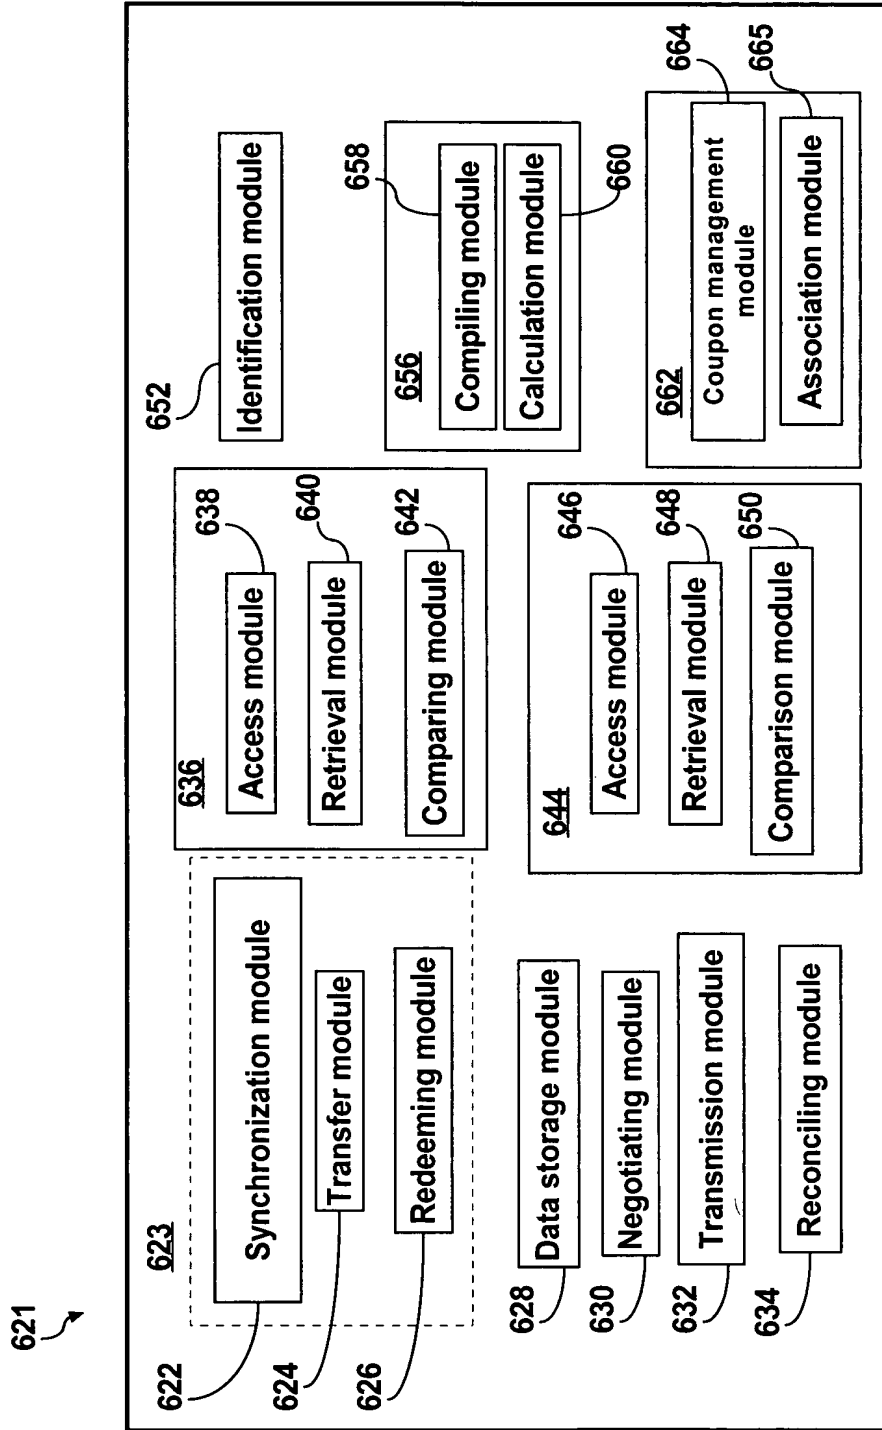 621
622
623
Synchronization module
624
Transfer module
626
Redeeming module
628
Data storage module
630
Negotiating module
632
Transmission module
634
Reconciling module
636
Access module
638
Retrieval module
640
Comparing module
642
644
Access module
646
Retrieval module
648
Comparison module
650
652
Identification module
656
Compiling module
658
Calculation module
660
662
Coupon management
module
664
Association module
665